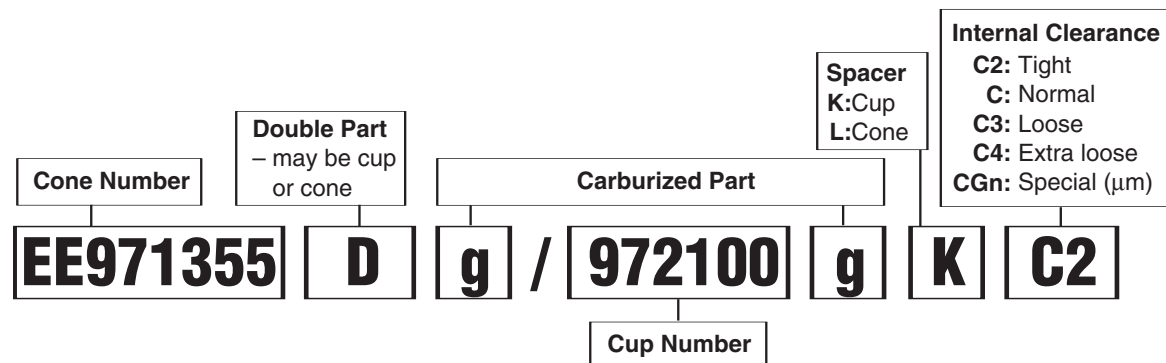 Internal Clearance
C2: Tight
C: Normal
C3: Loose
C4: Extra loose
CGn: Special (μm)
Spacer
K:Cup
L:Cone
Double Part
– may be cup
or cone
Cone Number
Carburized Part
EE971355 D g / 972100 g K C2
Cup Number